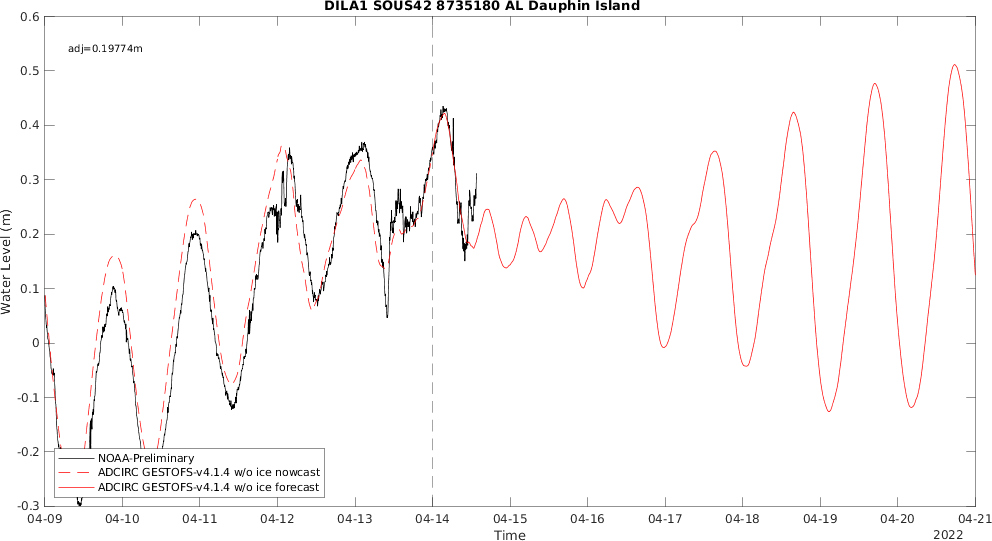 DILA1 SOUS42 8735180 AL Dauphin Island
adj=0.19774m
Water Level (m)
0.6
0.5
0.4
0.3
0.2
0.1
0
-0.1
-0.2
-0.3
NOAA-Preliminary
ADCIRC GESTOFS-v4.1.4 w/o ice nowcast
ADCIRC GESTOFS-v4.1.4 w/o ice forecast
04-09 04-10 04-11 04-12 04-13 04-14 04-15 04-16 04-17 04-18 04-19 04-20 04-21
Time
2022